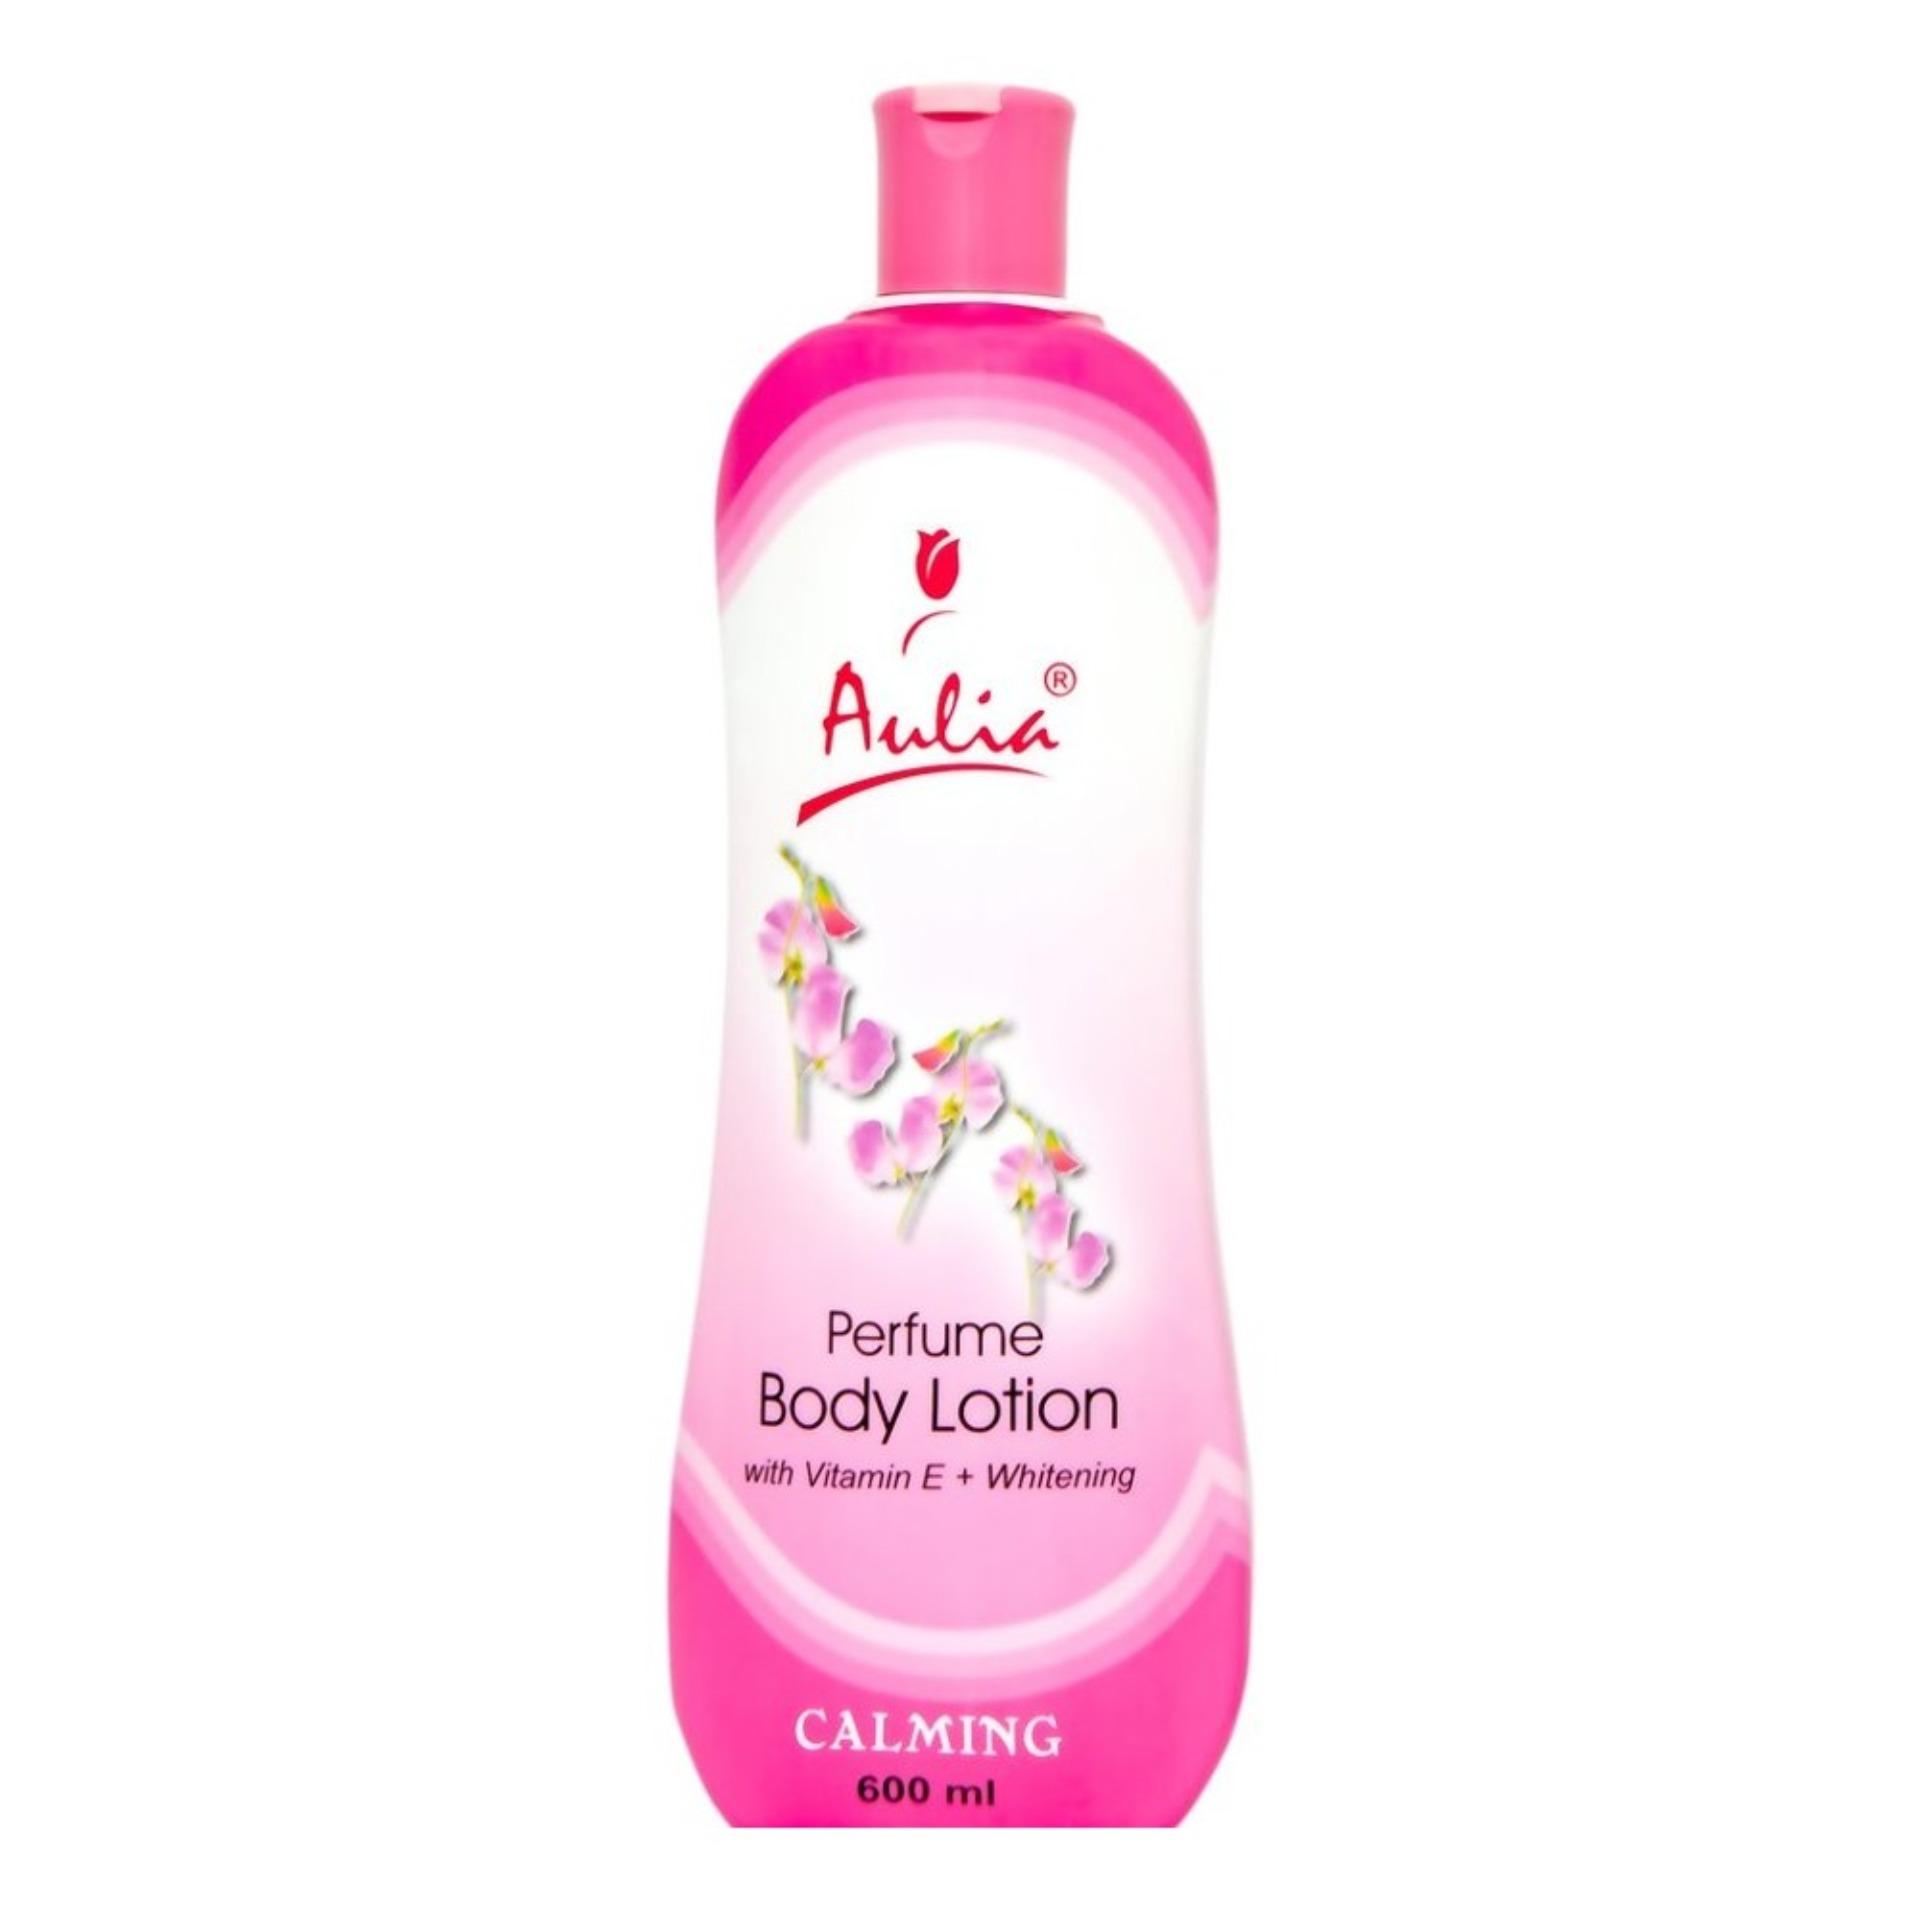 Aulia®
Perfume
Body Lotion
with Vitamin E + Whitening
CALMING
600 ml